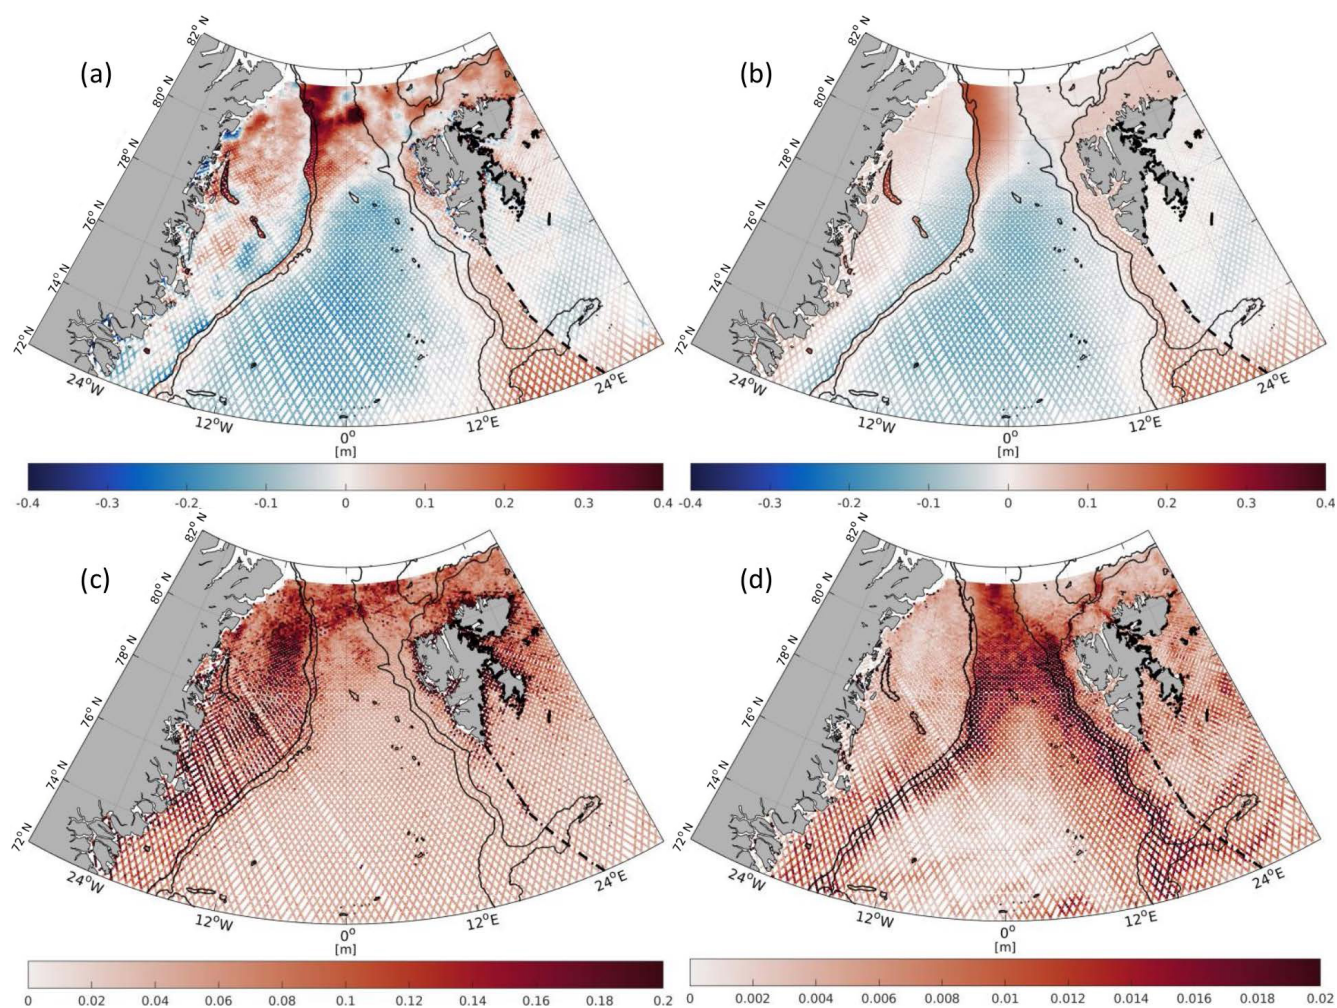 (a)
82° N
80° N
78° N
76° N
74° N
72° N
24°W
12°W
0°
12°E
24°E
[m]
-0.4 -0.3 -0.2 -0.1 0 0.1 0.2 0.3 0.4
(b)
82° N
80° N
78° N
76° N
74° N
72° N
24°W
12°W
0°
12°E
24°E
[m]
-0.4 -0.3 -0.2 -0.1 0 0.1 0.2 0.3 0.4
(c)
82° N
80° N
78° N
76° N
74° N
72° N
24°W
12°W
0°
12°E
24°E
[m]
0 0.02 0.04 0.06 0.08 0.1 0.12 0.14 0.16 0.18 0.2
(d)
82° N
80° N
78° N
76° N
74° N
72° N
24°W
12°W
0°
12°E
24°E
[m]
0 0.002 0.004 0.006 0.008 0.01 0.012 0.014 0.016 0.018 0.02